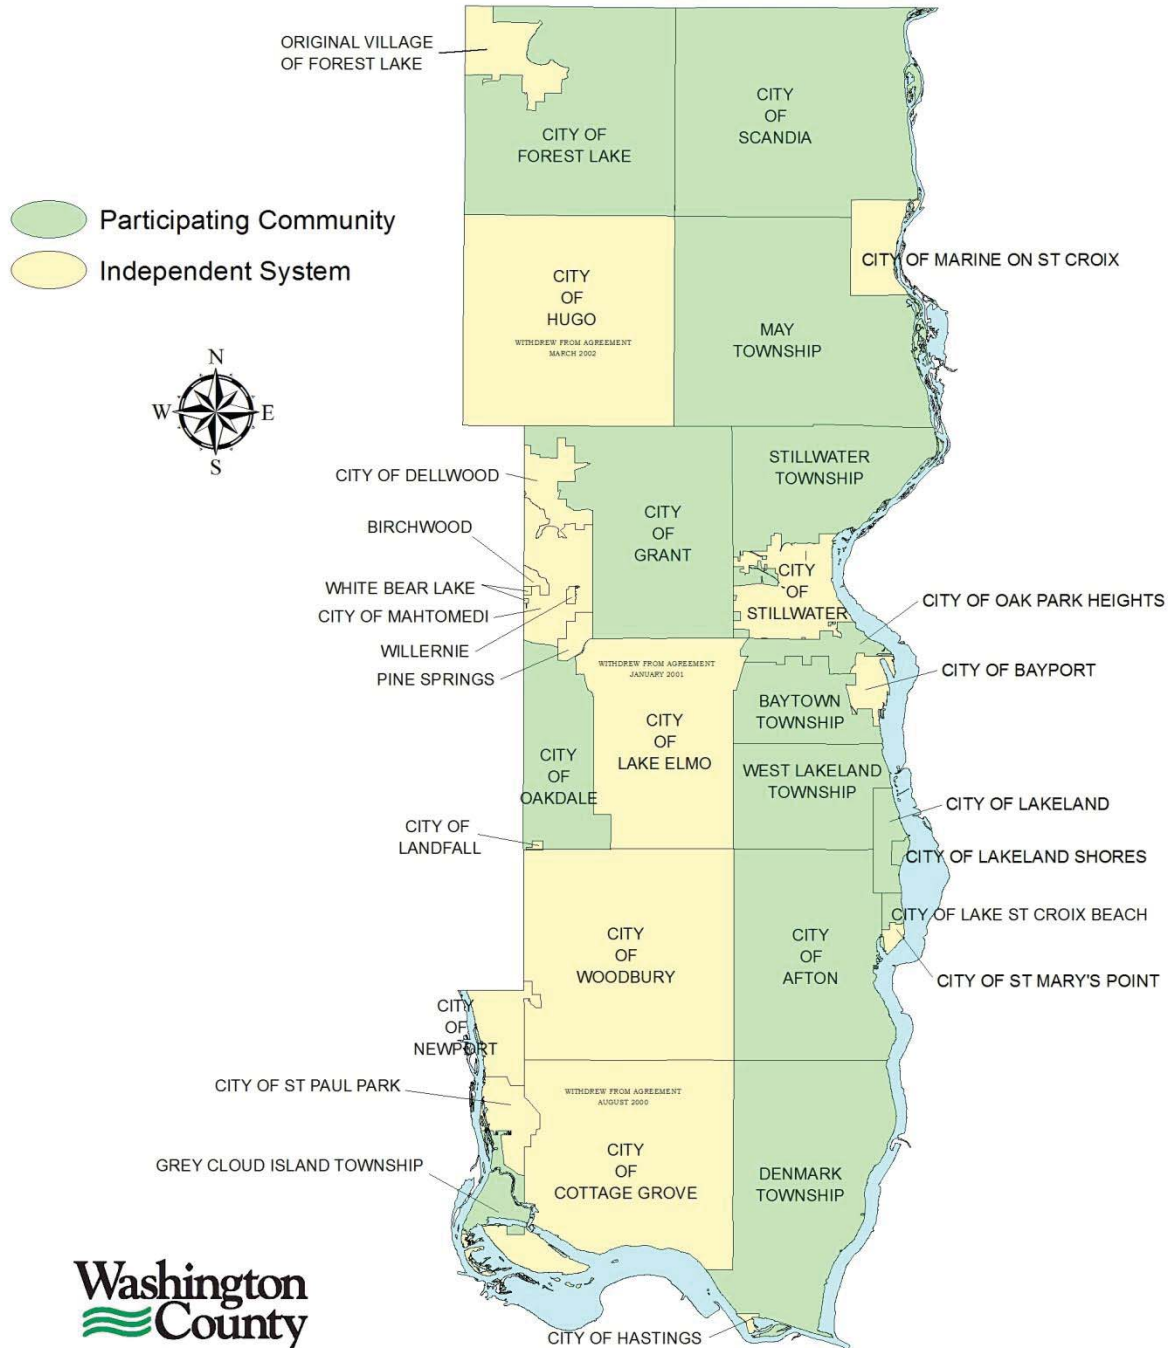 ORIGINAL VILLAGE
OF FOREST LAKE
CITY
OF
SCANDIA
CITY OF
FOREST LAKE
Participating Community
Independent System
CITY OF MARINE ON ST CROIX
CITY
OF
HUGO
WITHDREW FROM AGREEMENT
MARCH 2002
MAY
TOWNSHIP
N
W
E
S
CITY OF DELLWOOD
STILLWATER
TOWNSHIP
BIRCHWOOD
CITY
OF
GRANT
WHITE BEAR LAKE
CITY OF MAHTOMEDI
CITY
OF
STILLWATER
CITY OF OAK PARK HEIGHTS
WILLERNIE
PINE SPRINGS
WITHDREW FROM AGREEMENT
JANUARY 2001
CITY OF BAYPORT
BAYTOWN
TOWNSHIP
CITY
OF
LAKE ELMO
CITY
OF
OAKDALE
WEST LAKELAND
TOWNSHIP
CITY OF LAKELAND
CITY OF
LANDFALL
CITY OF LAKELAND SHORES
CITY OF LAKE ST CROIX BEACH
CITY
OF
WOODBURY
CITY
OF
AFTON
CITY OF ST MARY'S POINT
CITY
OF
NEWPORT
CITY OF ST PAUL PARK
WITHDREW FROM AGREEMENT
AUGUST 2000
GREY CLOUD ISLAND TOWNSHIP
CITY
OF
COTTAGE GROVE
DENMARK
TOWNSHIP
Washington
County
CITY OF HASTINGS